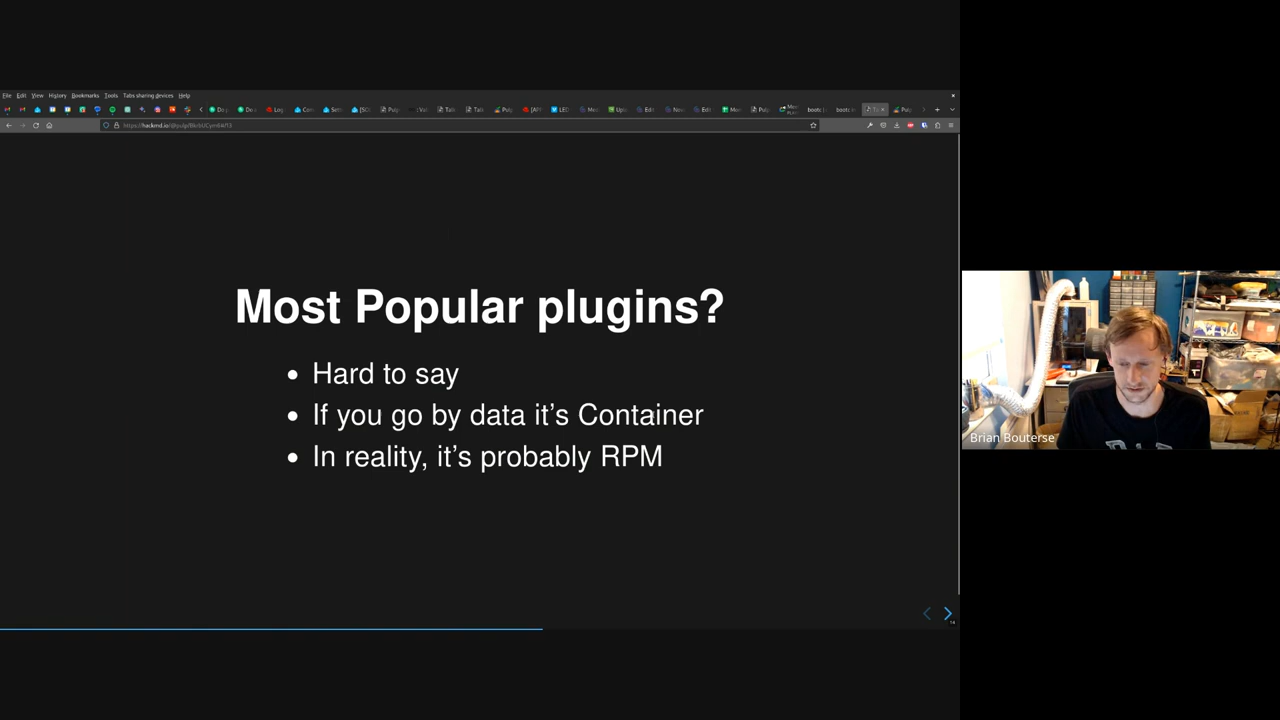 File Edit View History Bookmarks Tools Tabs sharing devices Help
Most Popular plugins?
Hard to say
If you go by data it's Container
In reality, it's probably RPM
Brian Bouterse